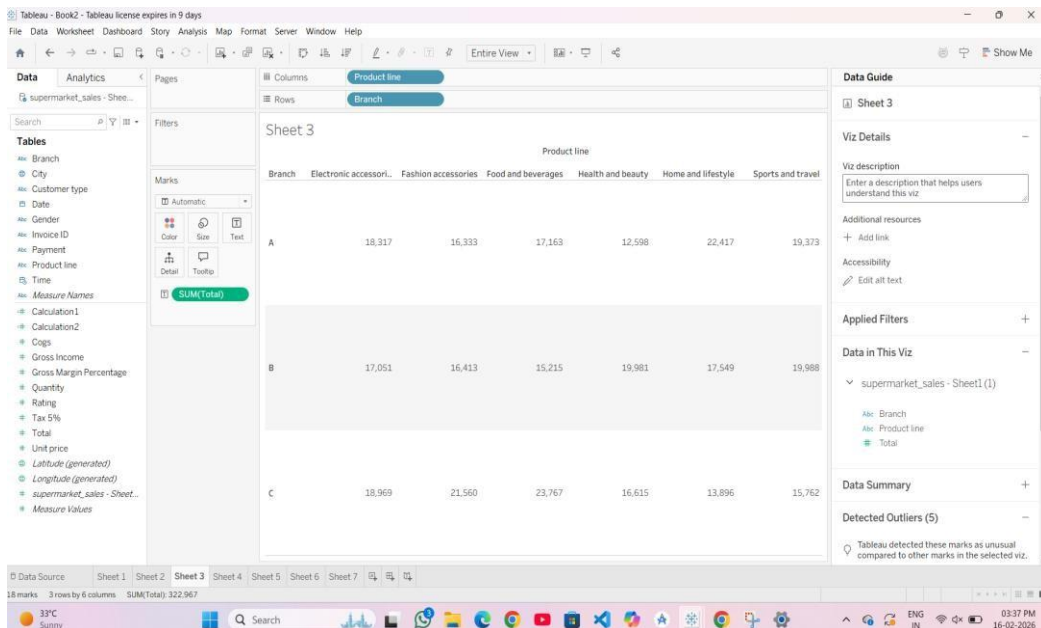 Tableau - Book2 - Tableau license expires in 9 days
File Data Worksheet Dashboard Story Analysis Map Format Server Window Help
Entire View
Show Me
Data Analytics
supermarket_sales - Shee...
Search
Tables
Abc Branch
City
Abc Customer type
Date
Abc Gender
Abc Invoice ID
Abc Payment
Abc Product line
Time
Abc Measure Names
=# Calculation1
=# Calculation2
# Cogs
# Gross Income
# Gross Margin Percentage
# Quantity
# Rating
# Tax 5%
# Total
# Unit price
Latitude (generated)
Longitude (generated)
# supermarket_sales - Sheet...
# Measure Values
Pages
Filters
Marks
Automatic
Color Size Text
Detail Tooltip
SUM(Total)
Columns Product line
Rows Branch
Sheet 3
Product line
Branch Electronic accessori.. Fashion accessories Food and beverages Health and beauty Home and lifestyle Sports and travel
A 18,317 16,333 17,163 12,598 22,417 19,373
B 17,051 16,413 15,215 19,981 17,549 19,988
C 18,969 21,560 23,767 16,615 13,896 15,762
Data Guide
Sheet 3
Viz Details
Viz description
Enter a description that helps users
understand this viz
Additional resources
+ Add link
Accessibility
Edit alt text
Applied Filters
Data in This Viz
supermarket_sales - Sheet1 (1)
Abc Branch
Abc Product line
# Total
Data Summary
Detected Outliers (5)
Tableau detected these marks as unusual
compared to other marks in the selected viz.
Data Source Sheet 1 Sheet 2 Sheet 3 Sheet 4 Sheet 5 Sheet 6 Sheet 7
18 marks 3 rows by 6 columns SUM(Total): 322,967
33°C
Sunny
Search
ENG
IN
03:37 PM
16-02-2026